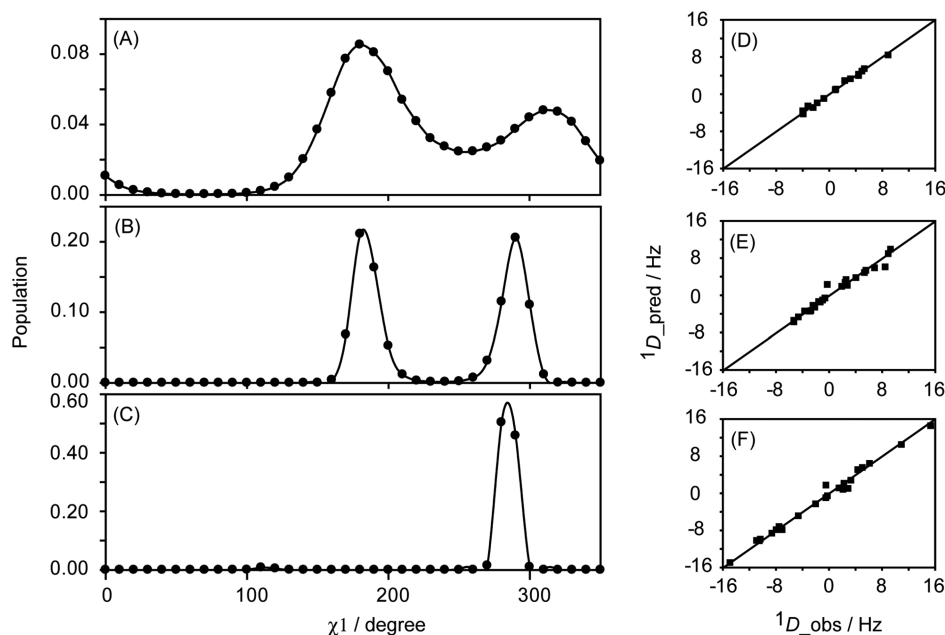 (A)
0.08
0.04
0.00
(B)
0.20
0.10
0.00
(C)
0.60
0.40
0.20
0.00
0 100 200 300
Population
χ1 / degree
(D)
16
8
0
-8
-16
-16 -8 0 8 16
(E)
16
8
0
-8
-16
-16 -8 0 8 16
(F)
16
8
0
-8
-16
-16 -8 0 8 16
¹D_pred / Hz
¹D_obs / Hz